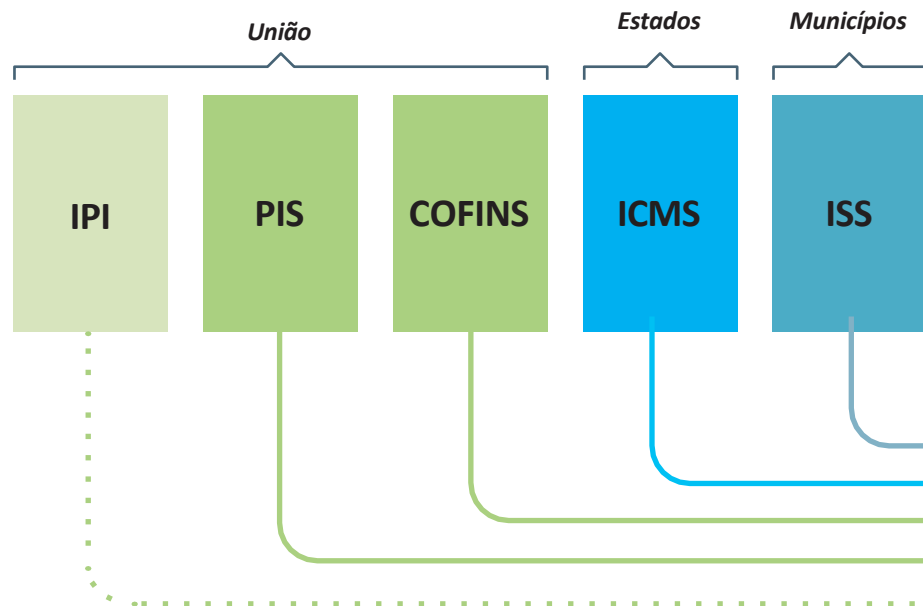 União
Estados
Municípios
IPI
PIS
COFINS
ICMS
ISS